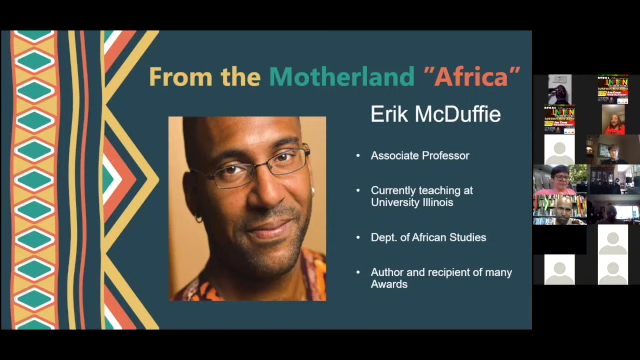 From the Motherland ”Africa”
Erik McDuffie
• Associate Professor
• Currently teaching at
University Illinois
• Dept. of African Studies
• Author and recipient of many
Awards